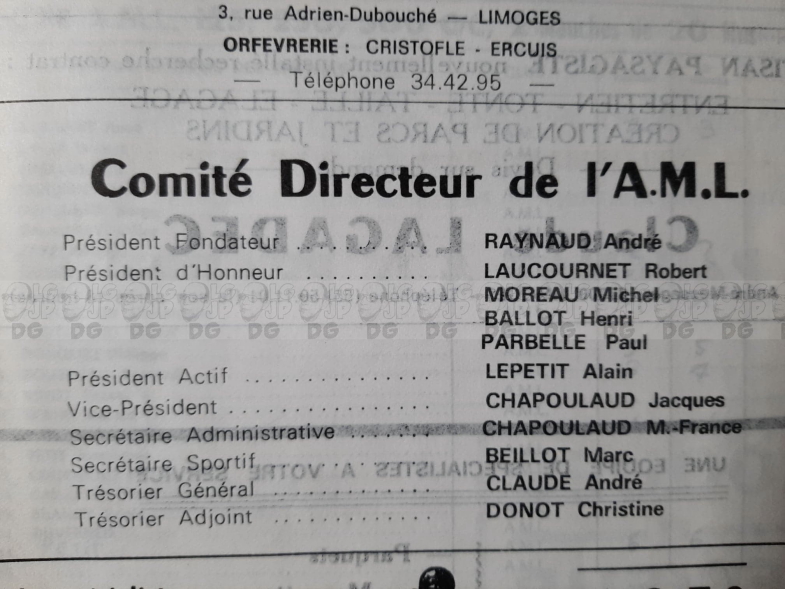 3, rue Adrien-Dubouché — LIMOGES
ORFEVRERIE : CRISTOFLE - ERCUIS
— Téléphone 34.42.95 —
Comité Directeur de l'A.M.L.
Président Fondateur .......... RAYNAUD André
Président d'Honneur .......... LAUCOURNET Robert
MOREAU Michel
BALLOT Henri
PARBELLE Paul
Président Actif .............. LEPETIT Alain
Vice-Président ............... CHAPOULAUD Jacques
Secrétaire Administrative ....... CHAPOULAUD M.-France
Secrétaire Sportif ............ BEILLOT Marc
Trésorier Général ............ CLAUDE André
Trésorier Adjoint ............ DONOT Christine